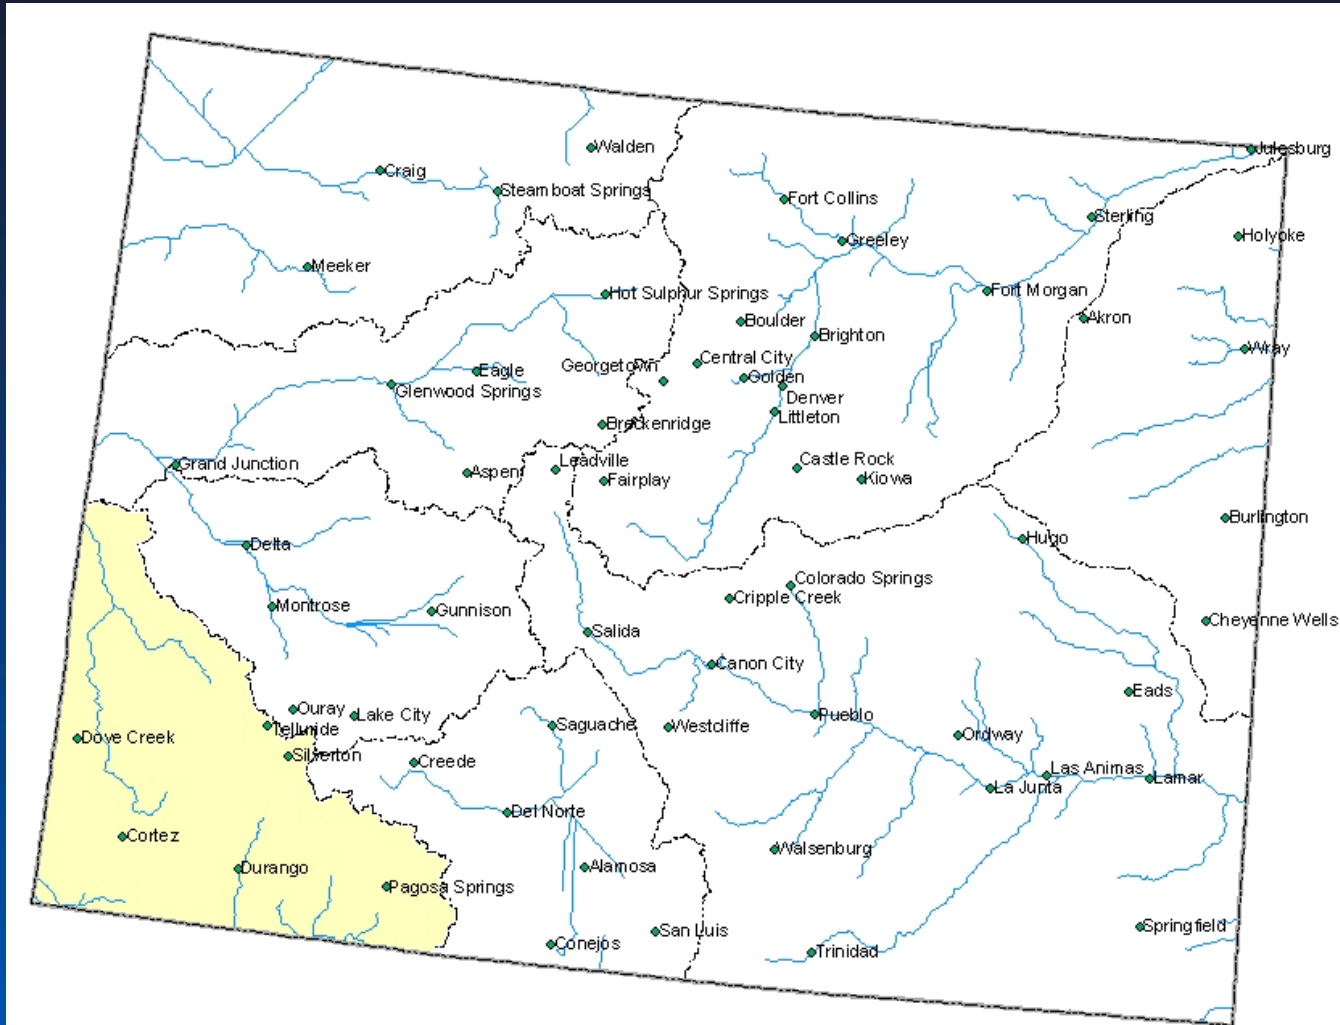 Julesburg
Walden
Craig
Steamboat Springs
Fort Collins
Sterling
Holyoke
Greeley
Meeker
Hot Sulphur Springs
Fort Morgan
Akron
Boulder
Brighton
Wray
Central City
Georgetown
Eagle
Golden
Glenwood Springs
Denver
Littleton
Breckenridge
Grand Junction
Leadville
Castle Rock
Aspen
Fairplay
Kiowa
Burlington
Delta
Hugo
Colorado Springs
Cripple Creek
Montrose
Gunnison
Cheyenne Wells
Salida
Canon City
Eads
Ouray
Lake City
Pueblo
Telluride
Saguache
Westcliffe
Dove Creek
Ordway
Silverton
Creede
Las Animas
Lamar
La Junta
Del Norte
Cortez
Walsenburg
Durango
Alamosa
Pagosa Springs
San Luis
Springfield
Conejos
Trinidad